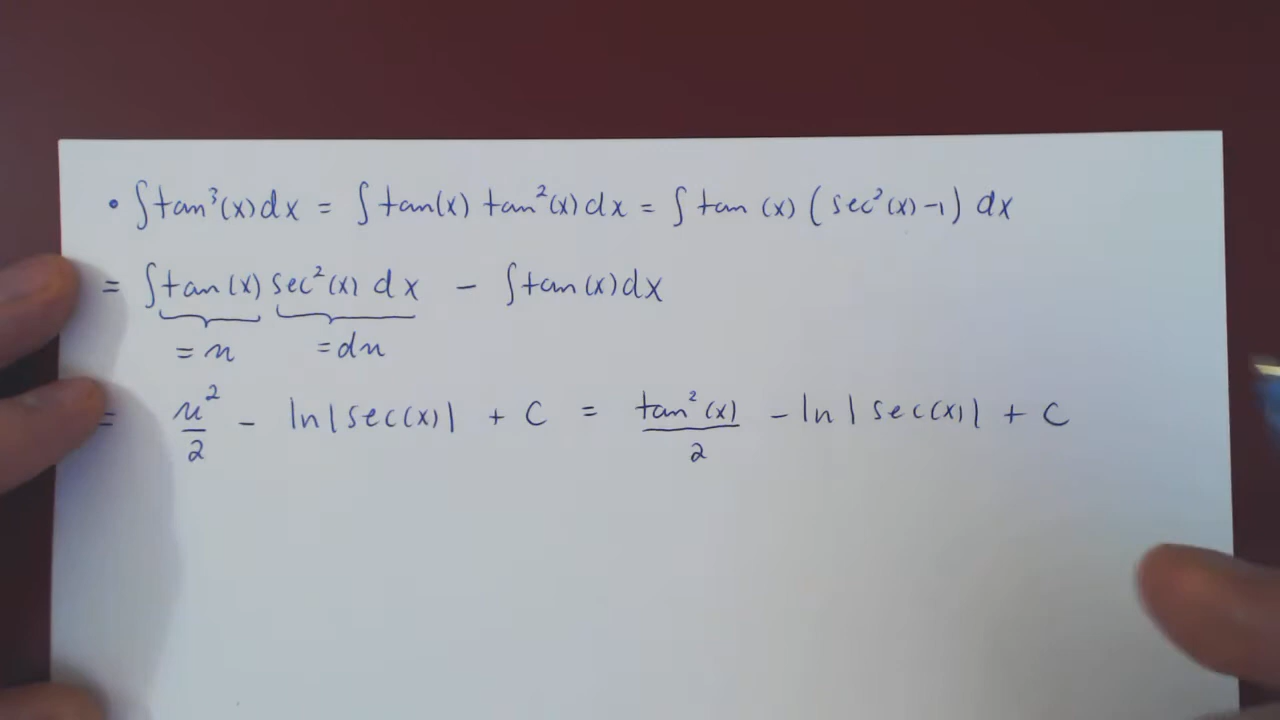 • ∫tan³(x)dx = ∫tan(x) tan²(x)dx = ∫tan(x)(sec²(x)-1) dx
= ∫tan(x) sec²(x) dx - ∫tan(x)dx
= u = du
= u²/2 - ln|sec(x)| + C = tan²(x)/2 - ln|sec(x)| + C